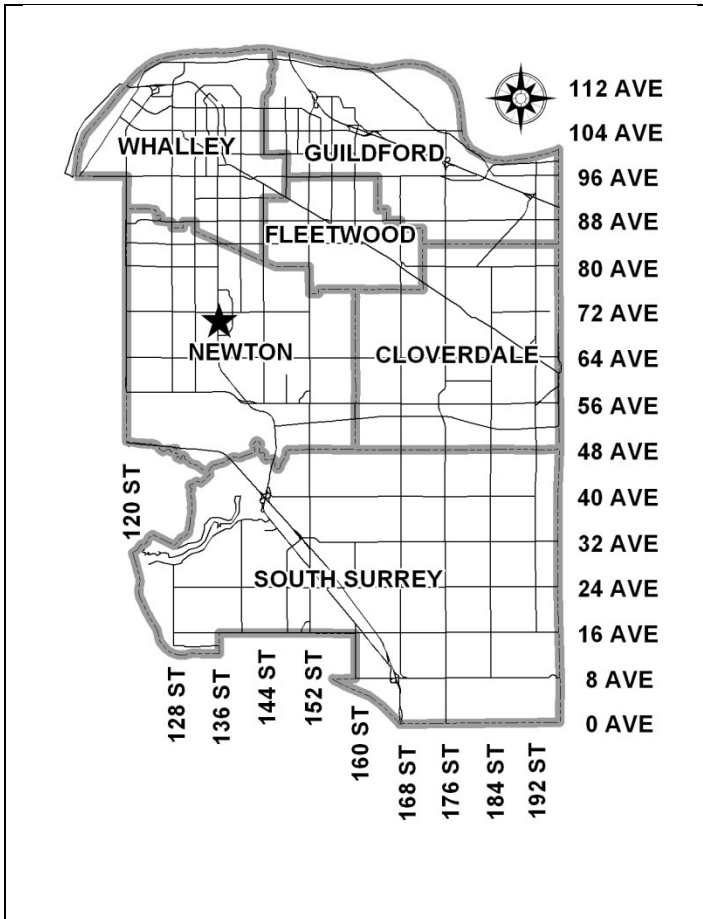 112 AVE
104 AVE
WHALLEY
GUILDFORD
96 AVE
88 AVE
FLEETWOOD
80 AVE
72 AVE
NEWTON
CLOVERDALE
64 AVE
56 AVE
48 AVE
120 ST
40 AVE
32 AVE
SOUTH SURREY
24 AVE
16 AVE
128 ST
136 ST
144 ST
152 ST
160 ST
8 AVE
0 AVE
168 ST
176 ST
184 ST
192 ST